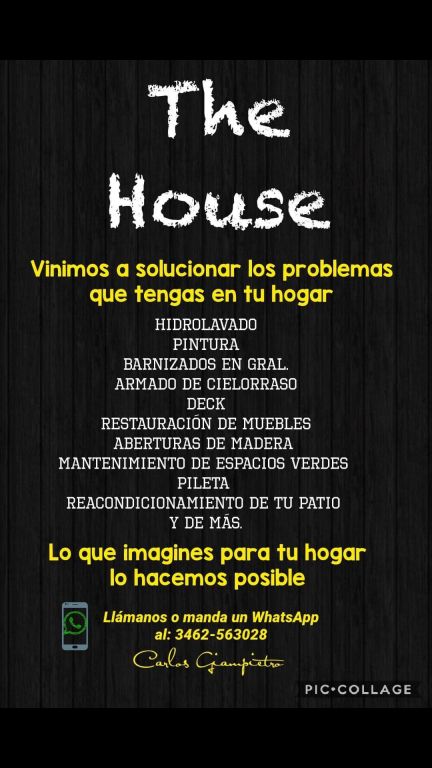 The
House
Vinimos a solucionar los problemas
que tengas en tu hogar
HIDROLAVADO
PINTURA
BARNIZADOS EN GRAL.
ARMADO DE CIELORRASO
DECK
RESTAURACIÓN DE MUEBLES
ABERTURAS DE MADERA
MANTENIMIENTO DE ESPACIOS VERDES
PILETA
REACONDICIONAMIENTO DE TU PATIO
Y DE MÁS.
Lo que imagines para tu hogar
lo hacemos posible
Llámanos o manda un WhatsApp
al: 3462-563028
Carlos Giampietro
PIC•COLLAGE